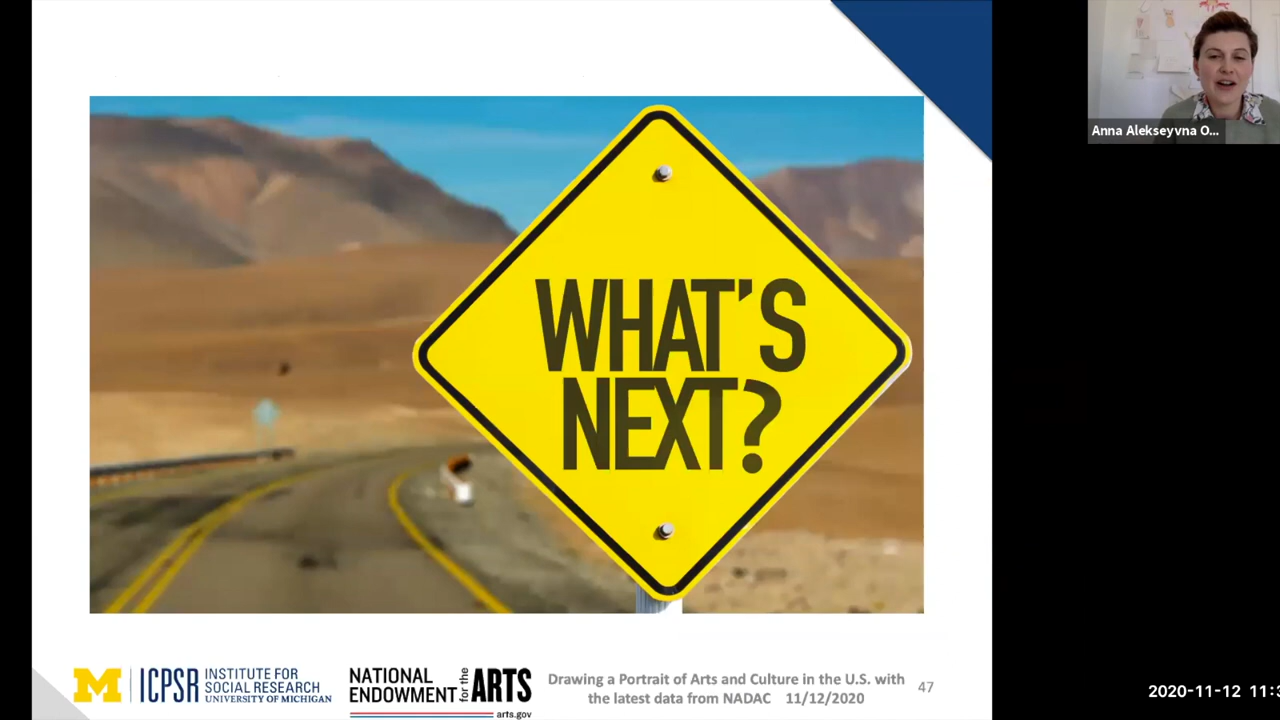 WHAT'S
NEXT?
Anna Alekseyvna O...
M
ICPSR
INSTITUTE FOR
SOCIAL RESEARCH
UNIVERSITY OF MICHIGAN
NATIONAL
ENDOWMENT for the ARTS
arts.gov
Drawing a Portrait of Arts and Culture in the U.S. with
the latest data from NADAC 11/12/2020
47
2020-11-12 11:3